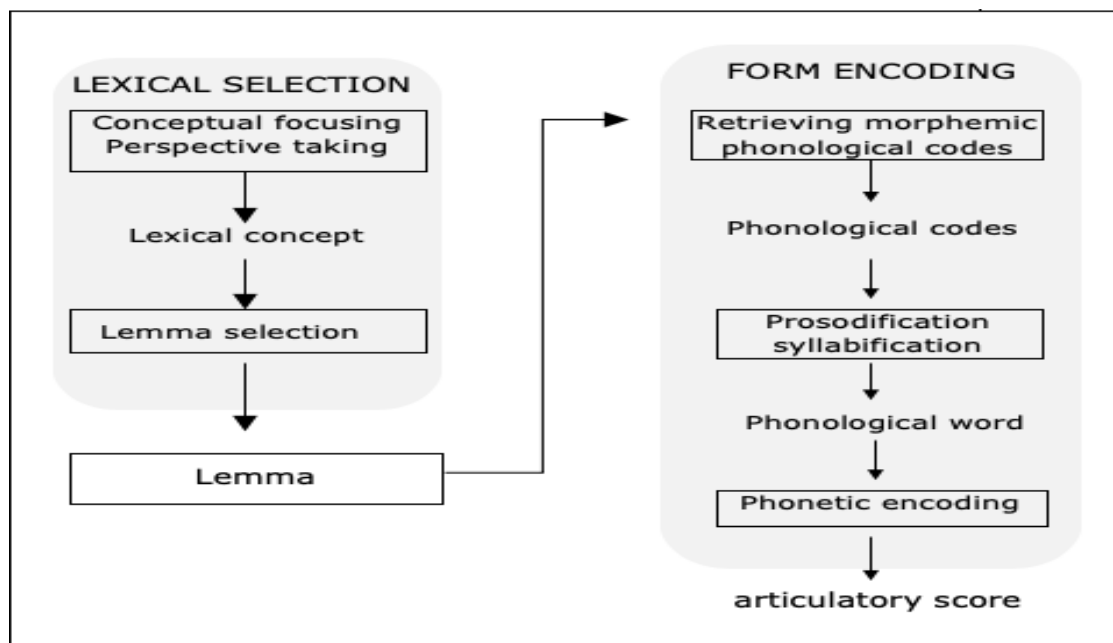 LEXICAL SELECTION
Conceptual focusing
Perspective taking
Lexical concept
Lemma selection
Lemma
FORM ENCODING
Retrieving morphemic
phonological codes
Phonological codes
Prosodification
syllabification
Phonological word
Phonetic encoding
articulatory score